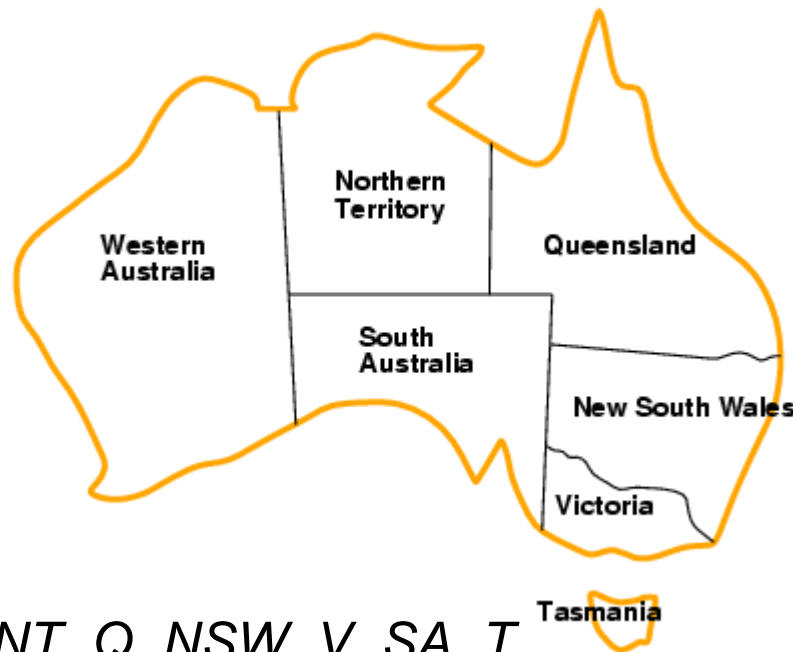 Northern
Territory
Western
Australia
Queensland
South
Australia
New South Wales
Victoria
Tasmania
NT Q NSW V SA T